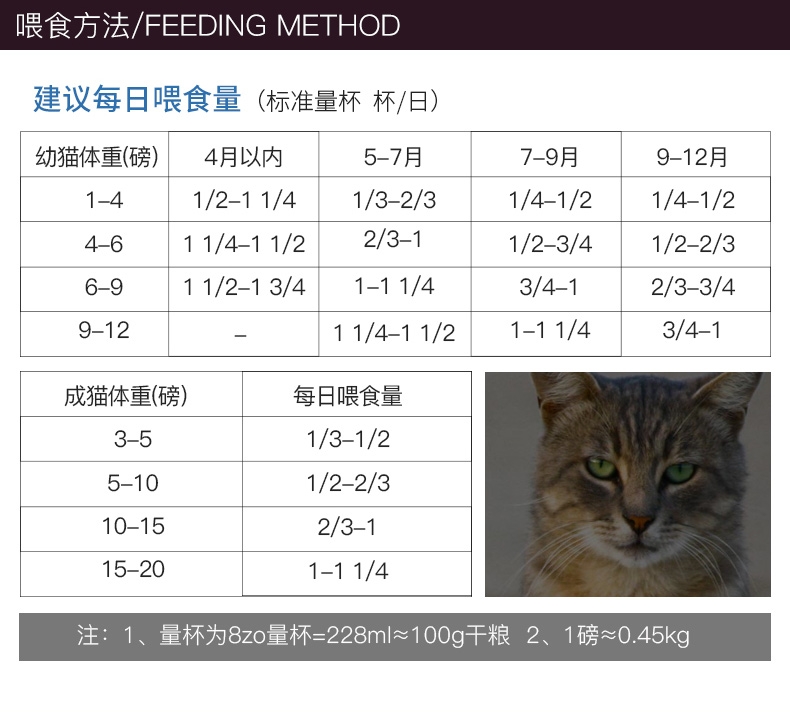 喂食方法/FEEDING METHOD
建议每日喂食量（标准量杯 杯/日）
幼猫体重(磅) 4月以内 5–7月 7–9月 9–12月
1–4 1/2–1 1/4 1/3–2/3 1/4–1/2 1/4–1/2
4–6 1 1/4–1 1/2 2/3–1 1/2–3/4 1/2–2/3
6–9 1 1/2–1 3/4 1–1 1/4 3/4–1 2/3–3/4
9–12 – 1 1/4–1 1/2 1–1 1/4 3/4–1
成猫体重(磅) 每日喂食量
3–5 1/3–1/2
5–10 1/2–2/3
10–15 2/3–1
15–20 1–1 1/4
注：1、量杯为8zo量杯=228ml≈100g干粮 2、1磅≈0.45kg